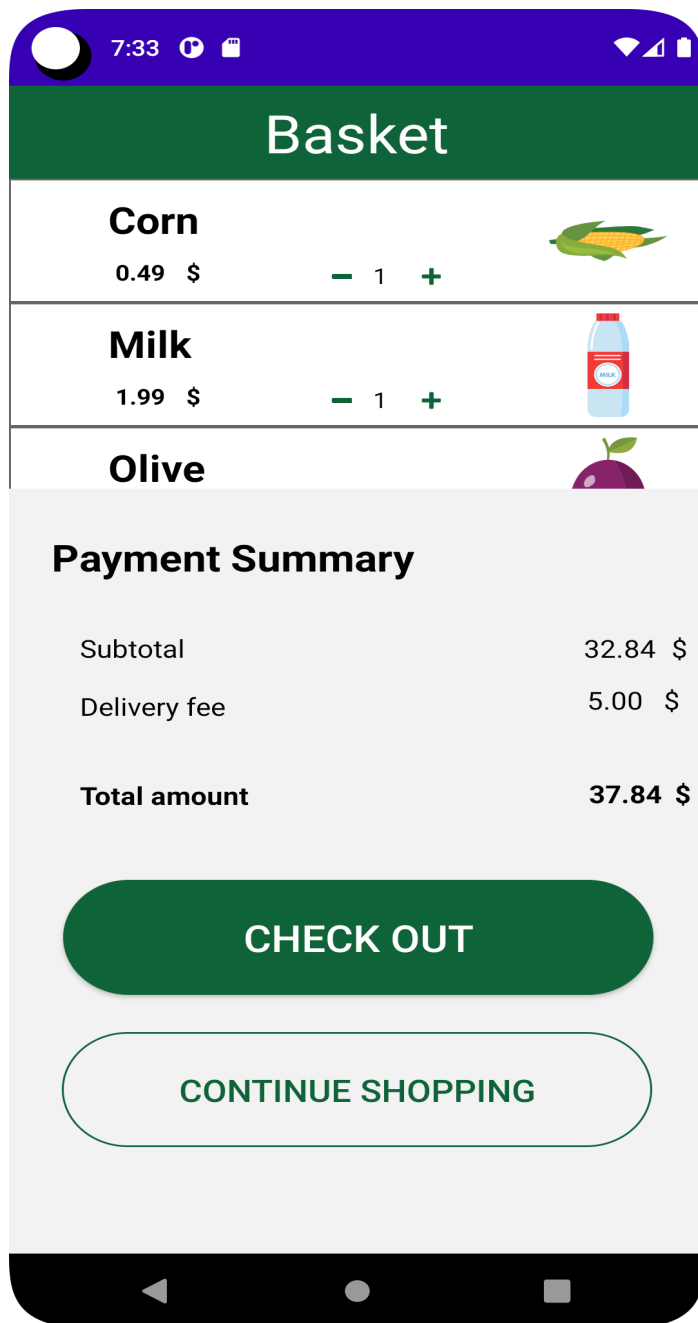 7:33
Basket
Corn
0.49 $
1
Milk
1.99 $
1
MILK
Olive
Payment Summary
Subtotal 32.84 $
Delivery fee 5.00 $
Total amount 37.84 $
CHECK OUT
CONTINUE SHOPPING